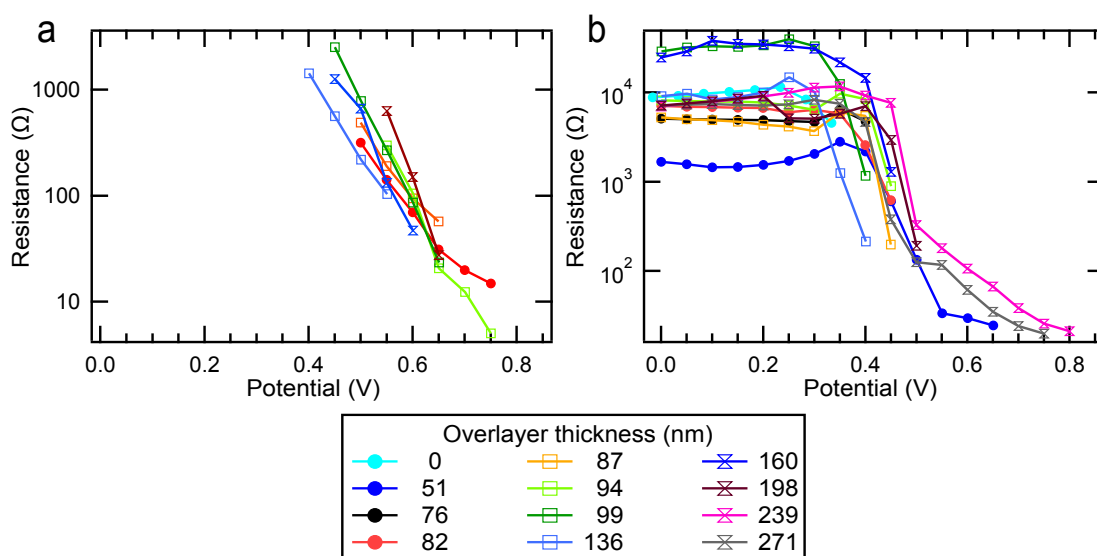 a
b
Resistance (Ω)
1000
100
10
0.0 0.2 0.4 0.6 0.8
Potential (V)
Resistance (Ω)
10⁴
10³
10²
0.0 0.2 0.4 0.6 0.8
Potential (V)
Overlayer thickness (nm)
0 87 160
51 94 198
76 99 239
82 136 271